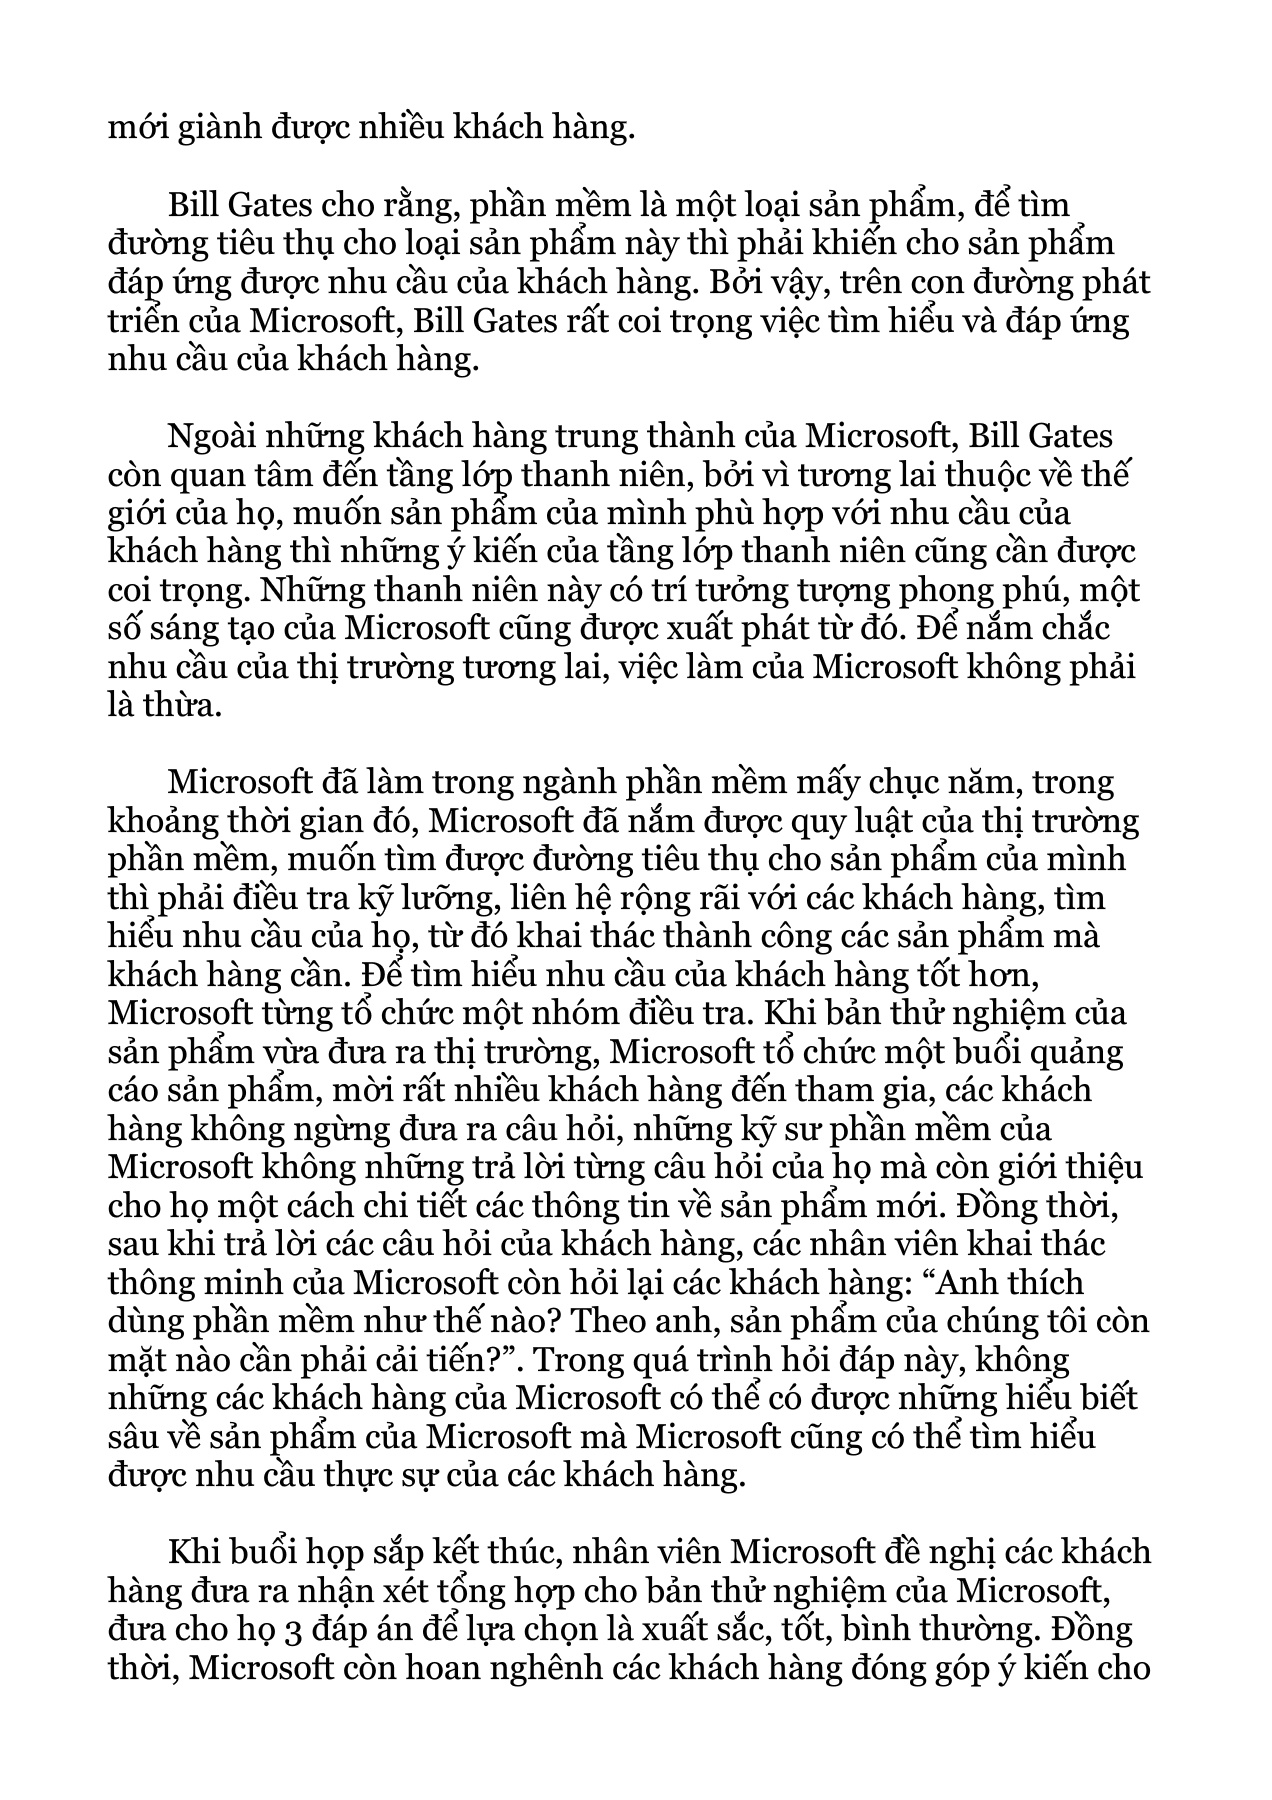 mới giành được nhiều khách hàng.
Bill Gates cho rằng, phần mềm là một loại sản phẩm, để tìm
đường tiêu thụ cho loại sản phẩm này thì phải khiến cho sản phẩm
đáp ứng được nhu cầu của khách hàng. Bởi vậy, trên con đường phát
triển của Microsoft, Bill Gates rất coi trọng việc tìm hiểu và đáp ứng
nhu cầu của khách hàng.
Ngoài những khách hàng trung thành của Microsoft, Bill Gates
còn quan tâm đến tầng lớp thanh niên, bởi vì tương lai thuộc về thế
giới của họ, muốn sản phẩm của mình phù hợp với nhu cầu của
khách hàng thì những ý kiến của tầng lớp thanh niên cũng cần được
coi trọng. Những thanh niên này có trí tưởng tượng phong phú, một
số sáng tạo của Microsoft cũng được xuất phát từ đó. Để nắm chắc
nhu cầu của thị trường tương lai, việc làm của Microsoft không phải
là thừa.
Microsoft đã làm trong ngành phần mềm mấy chục năm, trong
khoảng thời gian đó, Microsoft đã nắm được quy luật của thị trường
phần mềm, muốn tìm được đường tiêu thụ cho sản phẩm của mình
thì phải điều tra kỹ lưỡng, liên hệ rộng rãi với các khách hàng, tìm
hiểu nhu cầu của họ, từ đó khai thác thành công các sản phẩm mà
khách hàng cần. Để tìm hiểu nhu cầu của khách hàng tốt hơn,
Microsoft từng tổ chức một nhóm điều tra. Khi bản thử nghiệm của
sản phẩm vừa đưa ra thị trường, Microsoft tổ chức một buổi quảng
cáo sản phẩm, mời rất nhiều khách hàng đến tham gia, các khách
hàng không ngừng đưa ra câu hỏi, những kỹ sư phần mềm của
Microsoft không những trả lời từng câu hỏi của họ mà còn giới thiệu
cho họ một cách chi tiết các thông tin về sản phẩm mới. Đồng thời,
sau khi trả lời các câu hỏi của khách hàng, các nhân viên khai thác
thông minh của Microsoft còn hỏi lại các khách hàng: “Anh thích
dùng phần mềm như thế nào? Theo anh, sản phẩm của chúng tôi còn
mặt nào cần phải cải tiến?”. Trong quá trình hỏi đáp này, không
những các khách hàng của Microsoft có thể có được những hiểu biết
sâu về sản phẩm của Microsoft mà Microsoft cũng có thể tìm hiểu
được nhu cầu thực sự của các khách hàng.
Khi buổi họp sắp kết thúc, nhân viên Microsoft đề nghị các khách
hàng đưa ra nhận xét tổng hợp cho bản thử nghiệm của Microsoft,
đưa cho họ 3 đáp án để lựa chọn là xuất sắc, tốt, bình thường. Đồng
thời, Microsoft còn hoan nghênh các khách hàng đóng góp ý kiến cho